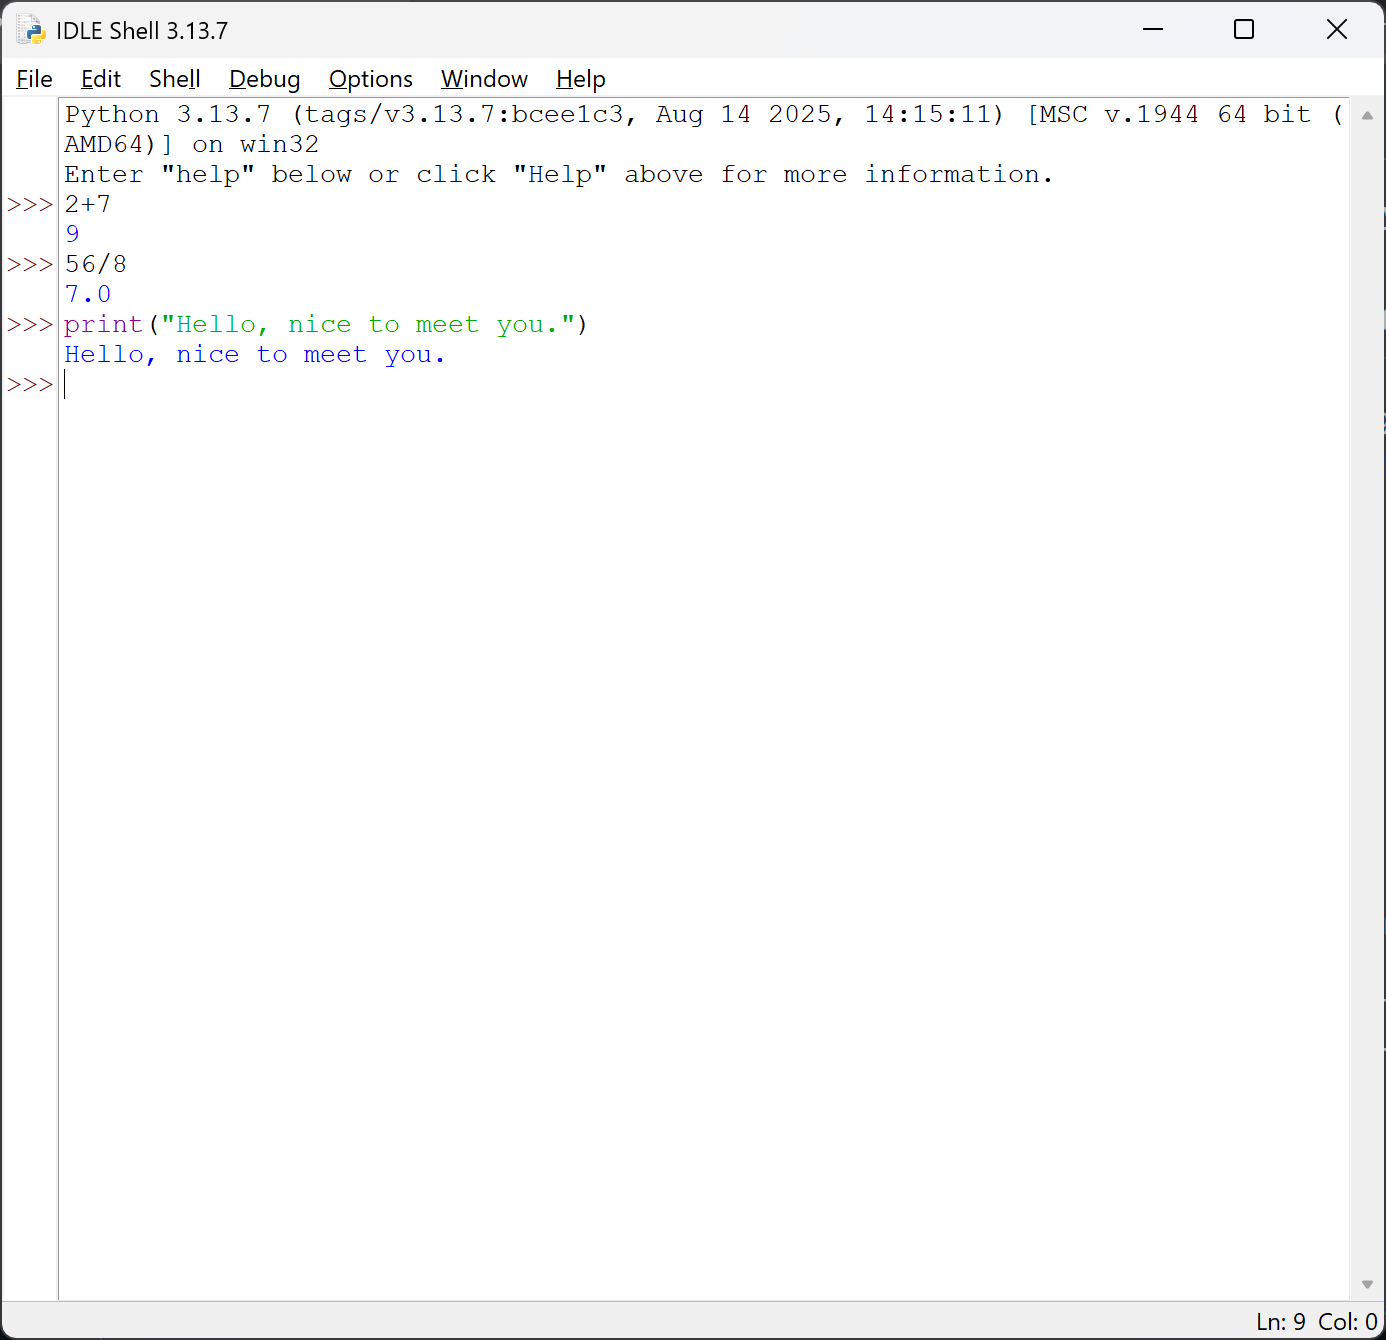 IDLE Shell 3.13.7
File Edit Shell Debug Options Window Help
Python 3.13.7 (tags/v3.13.7:bcee1c3, Aug 14 2025, 14:15:11) [MSC v.1944 64 bit (
AMD64)] on win32
Enter "help" below or click "Help" above for more information.
>>> 2+7
9
>>> 56/8
7.0
>>> print("Hello, nice to meet you.")
Hello, nice to meet you.
>>>
Ln: 9 Col: 0